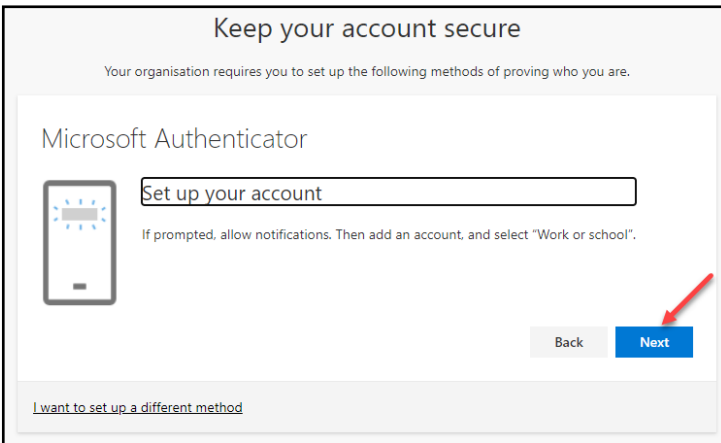 Keep your account secure
Your organisation requires you to set up the following methods of proving who you are.
Microsoft Authenticator
Set up your account
If prompted, allow notifications. Then add an account, and select “Work or school”.
Back Next
I want to set up a different method